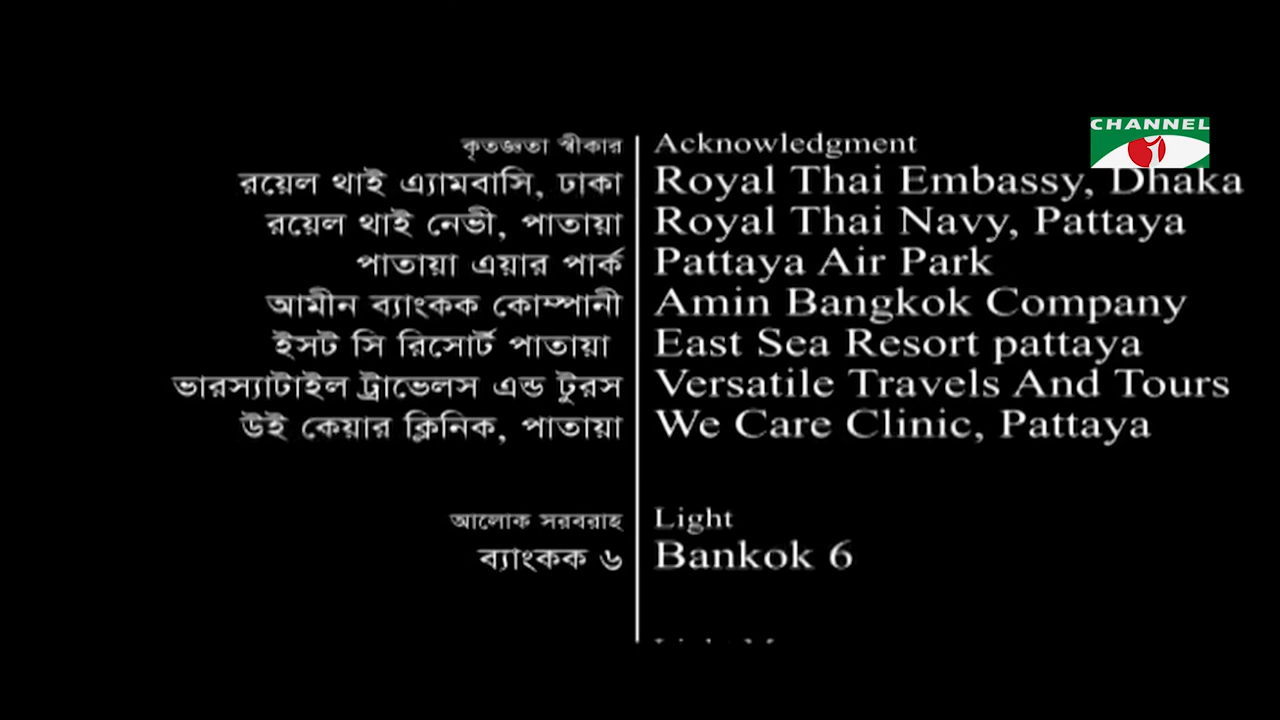 CHANNEL
কৃতজ্ঞতা স্বীকার Acknowledgment
রয়েল থাই এ্যামবাসি, ঢাকা Royal Thai Embassy, Dhaka
রয়েল থাই নেভী, পাতায়া Royal Thai Navy, Pattaya
পাতায়া এয়ার পার্ক Pattaya Air Park
আমীন ব্যাংকক কোম্পানী Amin Bangkok Company
ইসট সি রিসোর্ট পাতায়া East Sea Resort pattaya
ভারস্যাটাইল ট্রাভেলস এন্ড টুরস Versatile Travels And Tours
উই কেয়ার ক্লিনিক, পাতায়া We Care Clinic, Pattaya
আলোক সরবরাহ Light
ব্যাংকক ৬ Bankok 6